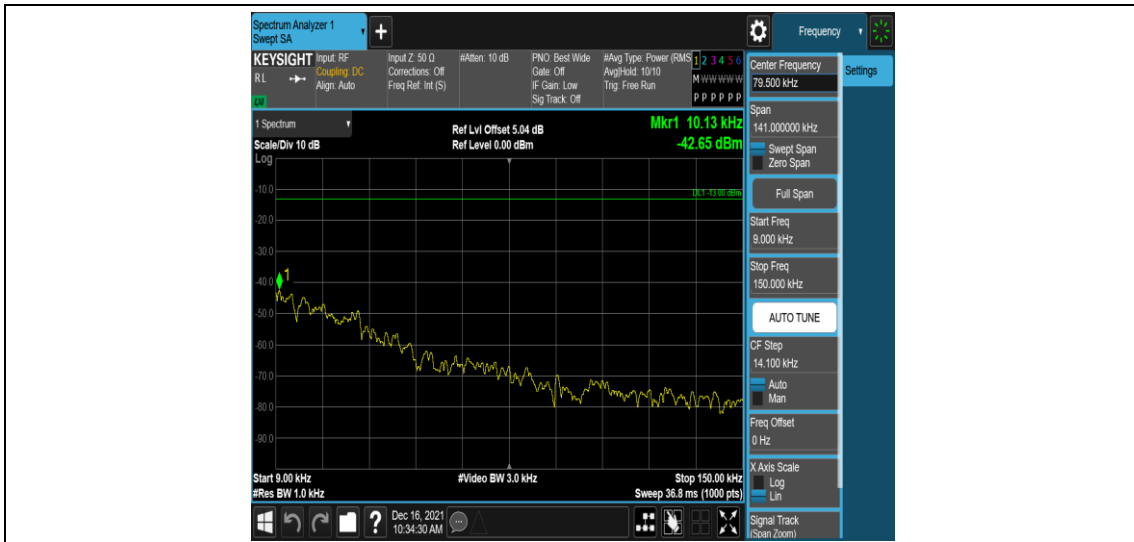 Spectrum Analyzer 1
Swept SA
+
Frequency
KEYSIGHT
RL
LXI
Input: RF
Coupling: DC
Align: Auto
Input Z: 50 Ω
Corrections: Off
Freq Ref: Int (S)
#Atten: 10 dB
PNO: Best Wide
Gate: Off
IF Gain: Low
Sig Track: Off
#Avg Type: Power (RMS
Avg|Hold: 10/10
Trig: Free Run
1 2 3 4 5 6
M W W W W W
P P P P P P
1 Spectrum
Scale/Div 10 dB
Log
Ref Lvl Offset 5.04 dB
Ref Level 0.00 dBm
Mkr1 10.13 kHz
-42.65 dBm
DL1 -13.00 dBm
1
-10.0
-20.0
-30.0
-40.0
-50.0
-60.0
-70.0
-80.0
-90.0
Start 9.00 kHz
#Res BW 1.0 kHz
#Video BW 3.0 kHz
Stop 150.00 kHz
Sweep 36.8 ms (1000 pts)
?
Dec 16, 2021
10:34:30 AM
Center Frequency
79.500 kHz
Settings
Span
141.000000 kHz
Swept Span
Zero Span
Full Span
Start Freq
9.000 kHz
Stop Freq
150.000 kHz
AUTO TUNE
CF Step
14.100 kHz
Auto
Man
Freq Offset
0 Hz
X Axis Scale
Log
Lin
Signal Track
(Span Zoom)